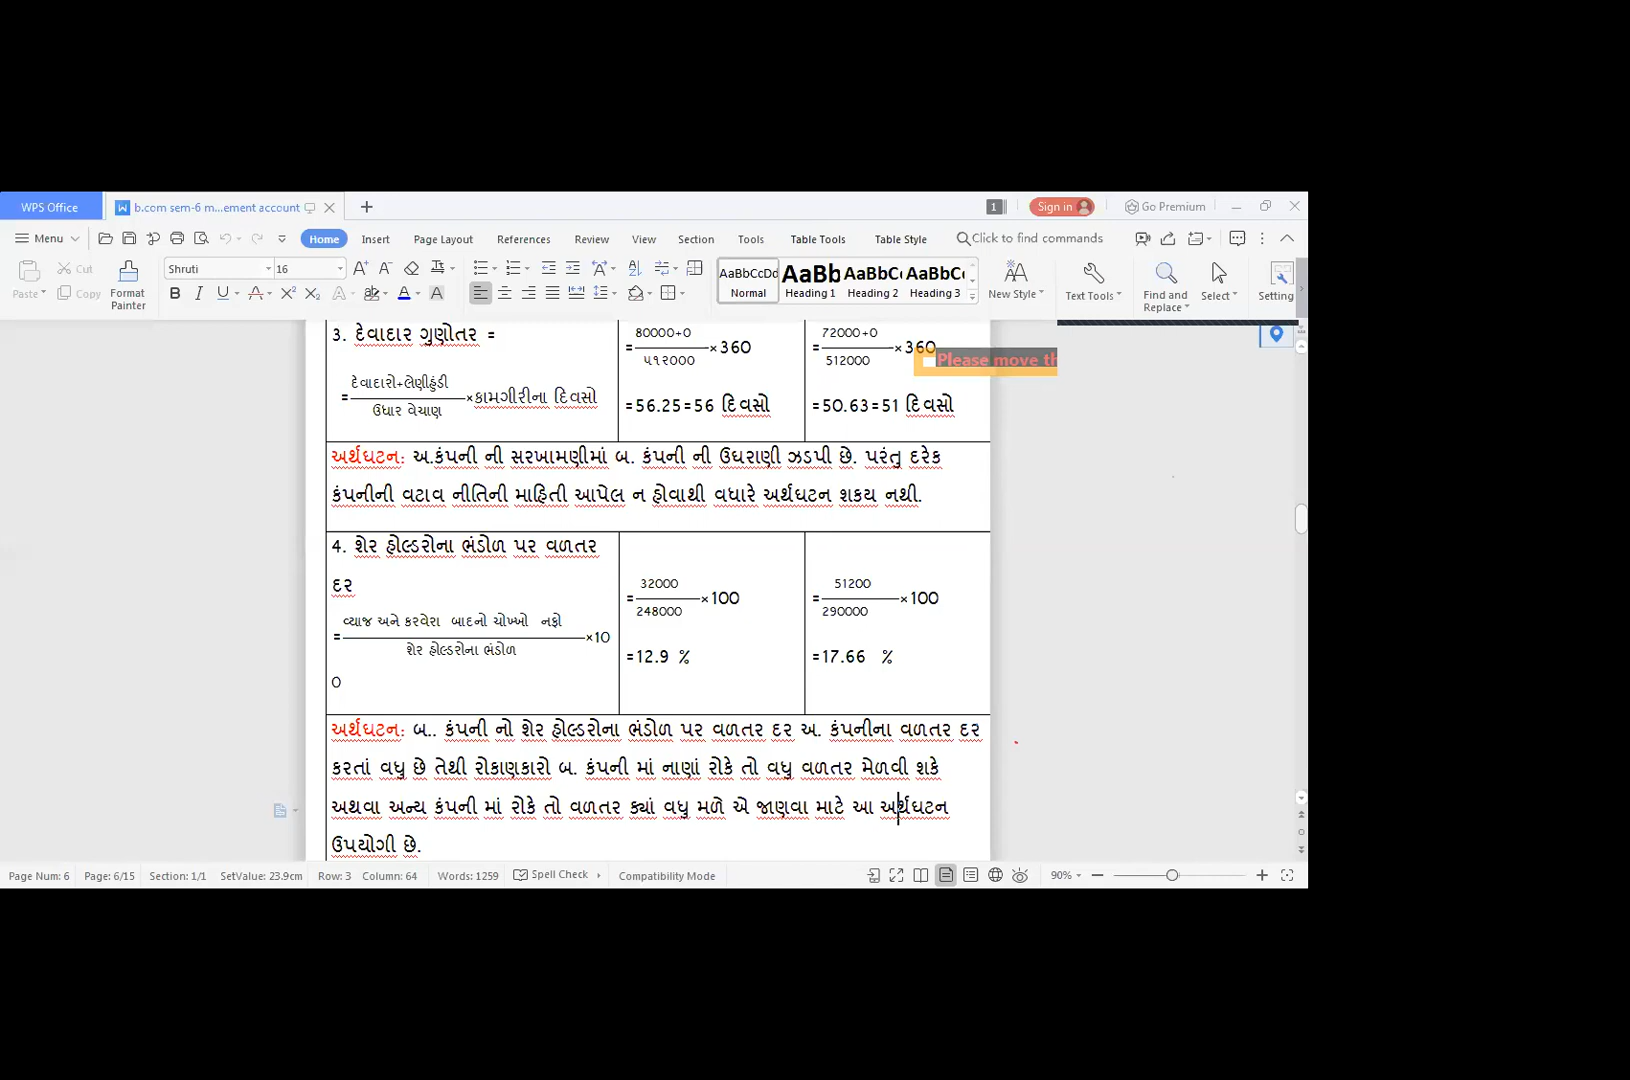 WPS Office
b.com sem-6 m...ement account
1
Sign in
Go Premium
Menu
Home
Insert
Page Layout
References
Review
View
Section
Tools
Table Tools
Table Style
Click to find commands
Paste
Cut
Copy
Format
Painter
Shruti
16
AaBbCcDd
Normal
AaBb
Heading 1
AaBbC
Heading 2
AaBbC
Heading 3
New Style
Text Tools
Find and
Replace
Select
Setting
3. દેવાદાર ગુણોતર =
દેવાદારો+લેણીહુંડી
=
×કામગીરીના દિવસો
ઉધાર વેચાણ
80000+0
=
×360
૫૧૨૦૦૦
=56.25=56 દિવસો
72000+0
=
×360
512000
=50.63=51 દિવસો
Please move th
અર્થઘટન: અ.કંપની ની સરખામણીમાં બ. કંપની ની ઉઘરાણી ઝડપી છે. પરંતુ દરેક
કંપનીની વટાવ નીતિની માહિતી આપેલ ન હોવાથી વધારે અર્થઘટન શકય નથી.
4. શેર હોલ્ડરોના ભંડોળ પર વળતર
દર
વ્યાજ અને કરવેરા બાદનો ચોખ્ખો નફો
=
×10
શેર હોલ્ડરોના ભંડોળ
0
32000
=
×100
248000
=12.9 %
51200
=
×100
290000
=17.66 %
અર્થઘટન: બ.. કંપની નો શેર હોલ્ડરોના ભંડોળ પર વળતર દર અ. કંપનીના વળતર દર
કરતાં વધુ છે તેથી રોકાણકારો બ. કંપની માં નાણાં રોકે તો વધુ વળતર મેળવી શકે
અથવા અન્ય કંપની માં રોકે તો વળતર ક્યાં વધુ મળે એ જાણવા માટે આ અર્થઘટન
ઉપયોગી છે.
Page Num: 6
Page: 6/15
Section: 1/1
SetValue: 23.9cm
Row: 3
Column: 64
Words: 1259
Spell Check
Compatibility Mode
90%